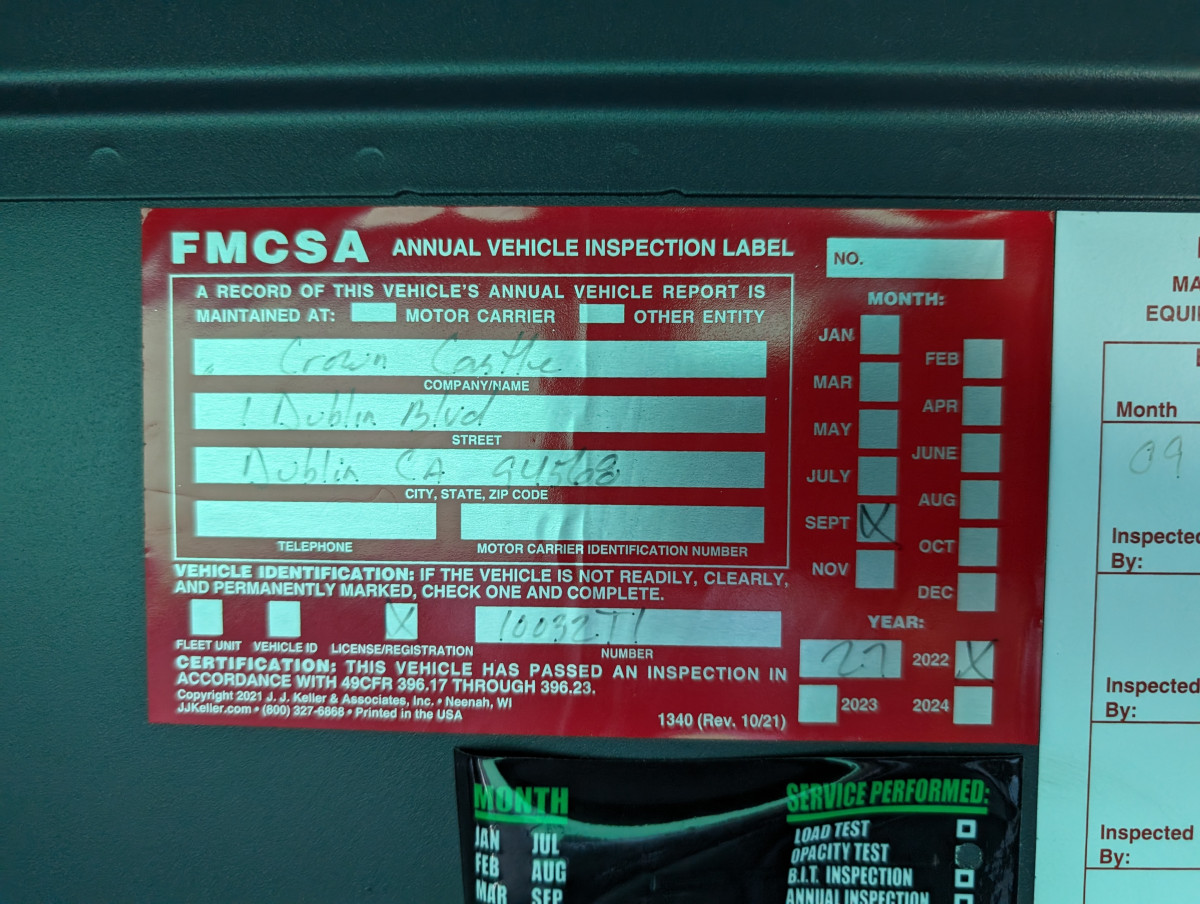 FMCSA ANNUAL VEHICLE INSPECTION LABEL
NO.
A RECORD OF THIS VEHICLE'S ANNUAL VEHICLE REPORT IS
MAINTAINED AT: MOTOR CARRIER OTHER ENTITY
Crown Castle
COMPANY/NAME
1 Dublin Blvd
STREET
Dublin CA 94568
CITY, STATE, ZIP CODE
TELEPHONE MOTOR CARRIER IDENTIFICATION NUMBER
VEHICLE IDENTIFICATION: IF THE VEHICLE IS NOT READILY, CLEARLY,
AND PERMANENTLY MARKED, CHECK ONE AND COMPLETE.
X X
10032T1
FLEET UNIT VEHICLE ID LICENSE/REGISTRATION NUMBER
CERTIFICATION: THIS VEHICLE HAS PASSED AN INSPECTION IN
ACCORDANCE WITH 49CFR 396.17 THROUGH 396.23.
Copyright 2021 J. J. Keller & Associates, Inc. • Neenah, WI
JJKeller.com • (800) 327-6868 • Printed in the USA
1340 (Rev. 10/21)
MONTH:
JAN FEB
MAR APR
MAY JUNE
JULY AUG
SEPT X OCT
NOV DEC
YEAR:
27 2022 X
2023 2024
MA
EQUI
Month
09
Inspected
By:
Inspected
By:
Inspected
By:
MONTH
JAN JUL
FEB AUG
MAR SEP
SERVICE PERFORMED:
LOAD TEST
OPACITY TEST
B.I.T. INSPECTION
ANNUAL INSPECTION